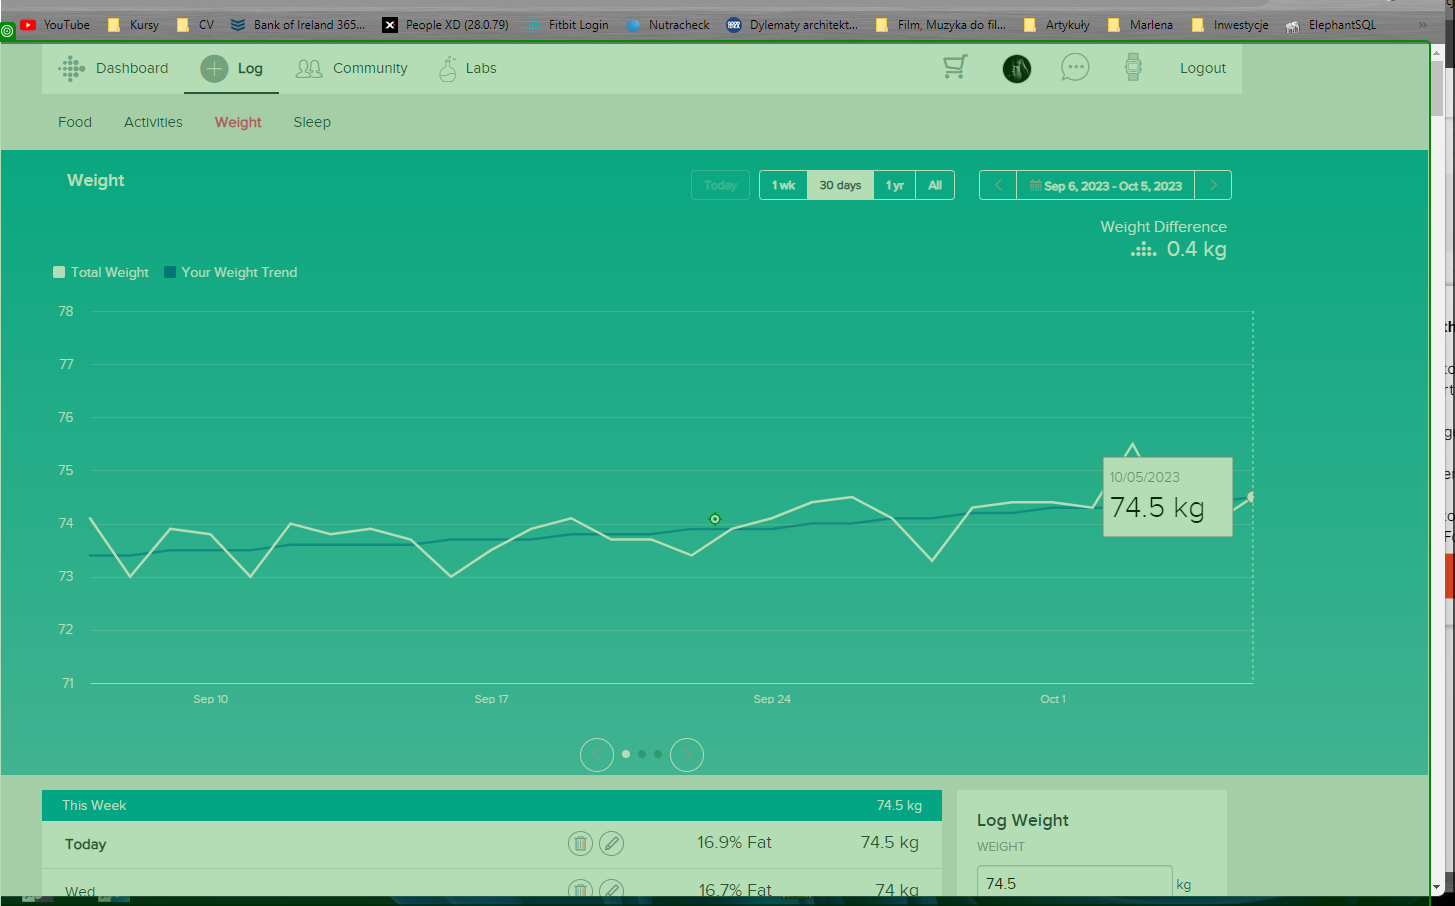 YouTube Kursy CV Bank of Ireland 365... People XD (28.0.79) Fitbit Login Nutracheck Dylematy architekt... Film, Muzyka do fil... Artykuły Marlena Inwestycje ElephantSQL »
Dashboard Log Community Labs Logout
Food Activities Weight Sleep
Weight
Today 1 wk 30 days 1 yr All Sep 6, 2023 - Oct 5, 2023
Weight Difference
0.4 kg
Total Weight Your Weight Trend
78
77
76
75
10/05/2023
74.5 kg
74
73
72
71
Sep 10 Sep 17 Sep 24 Oct 1
This Week 74.5 kg
Today 16.9% Fat 74.5 kg
Wed 16.7% Fat 74 kg
Log Weight
WEIGHT
74.5 kg